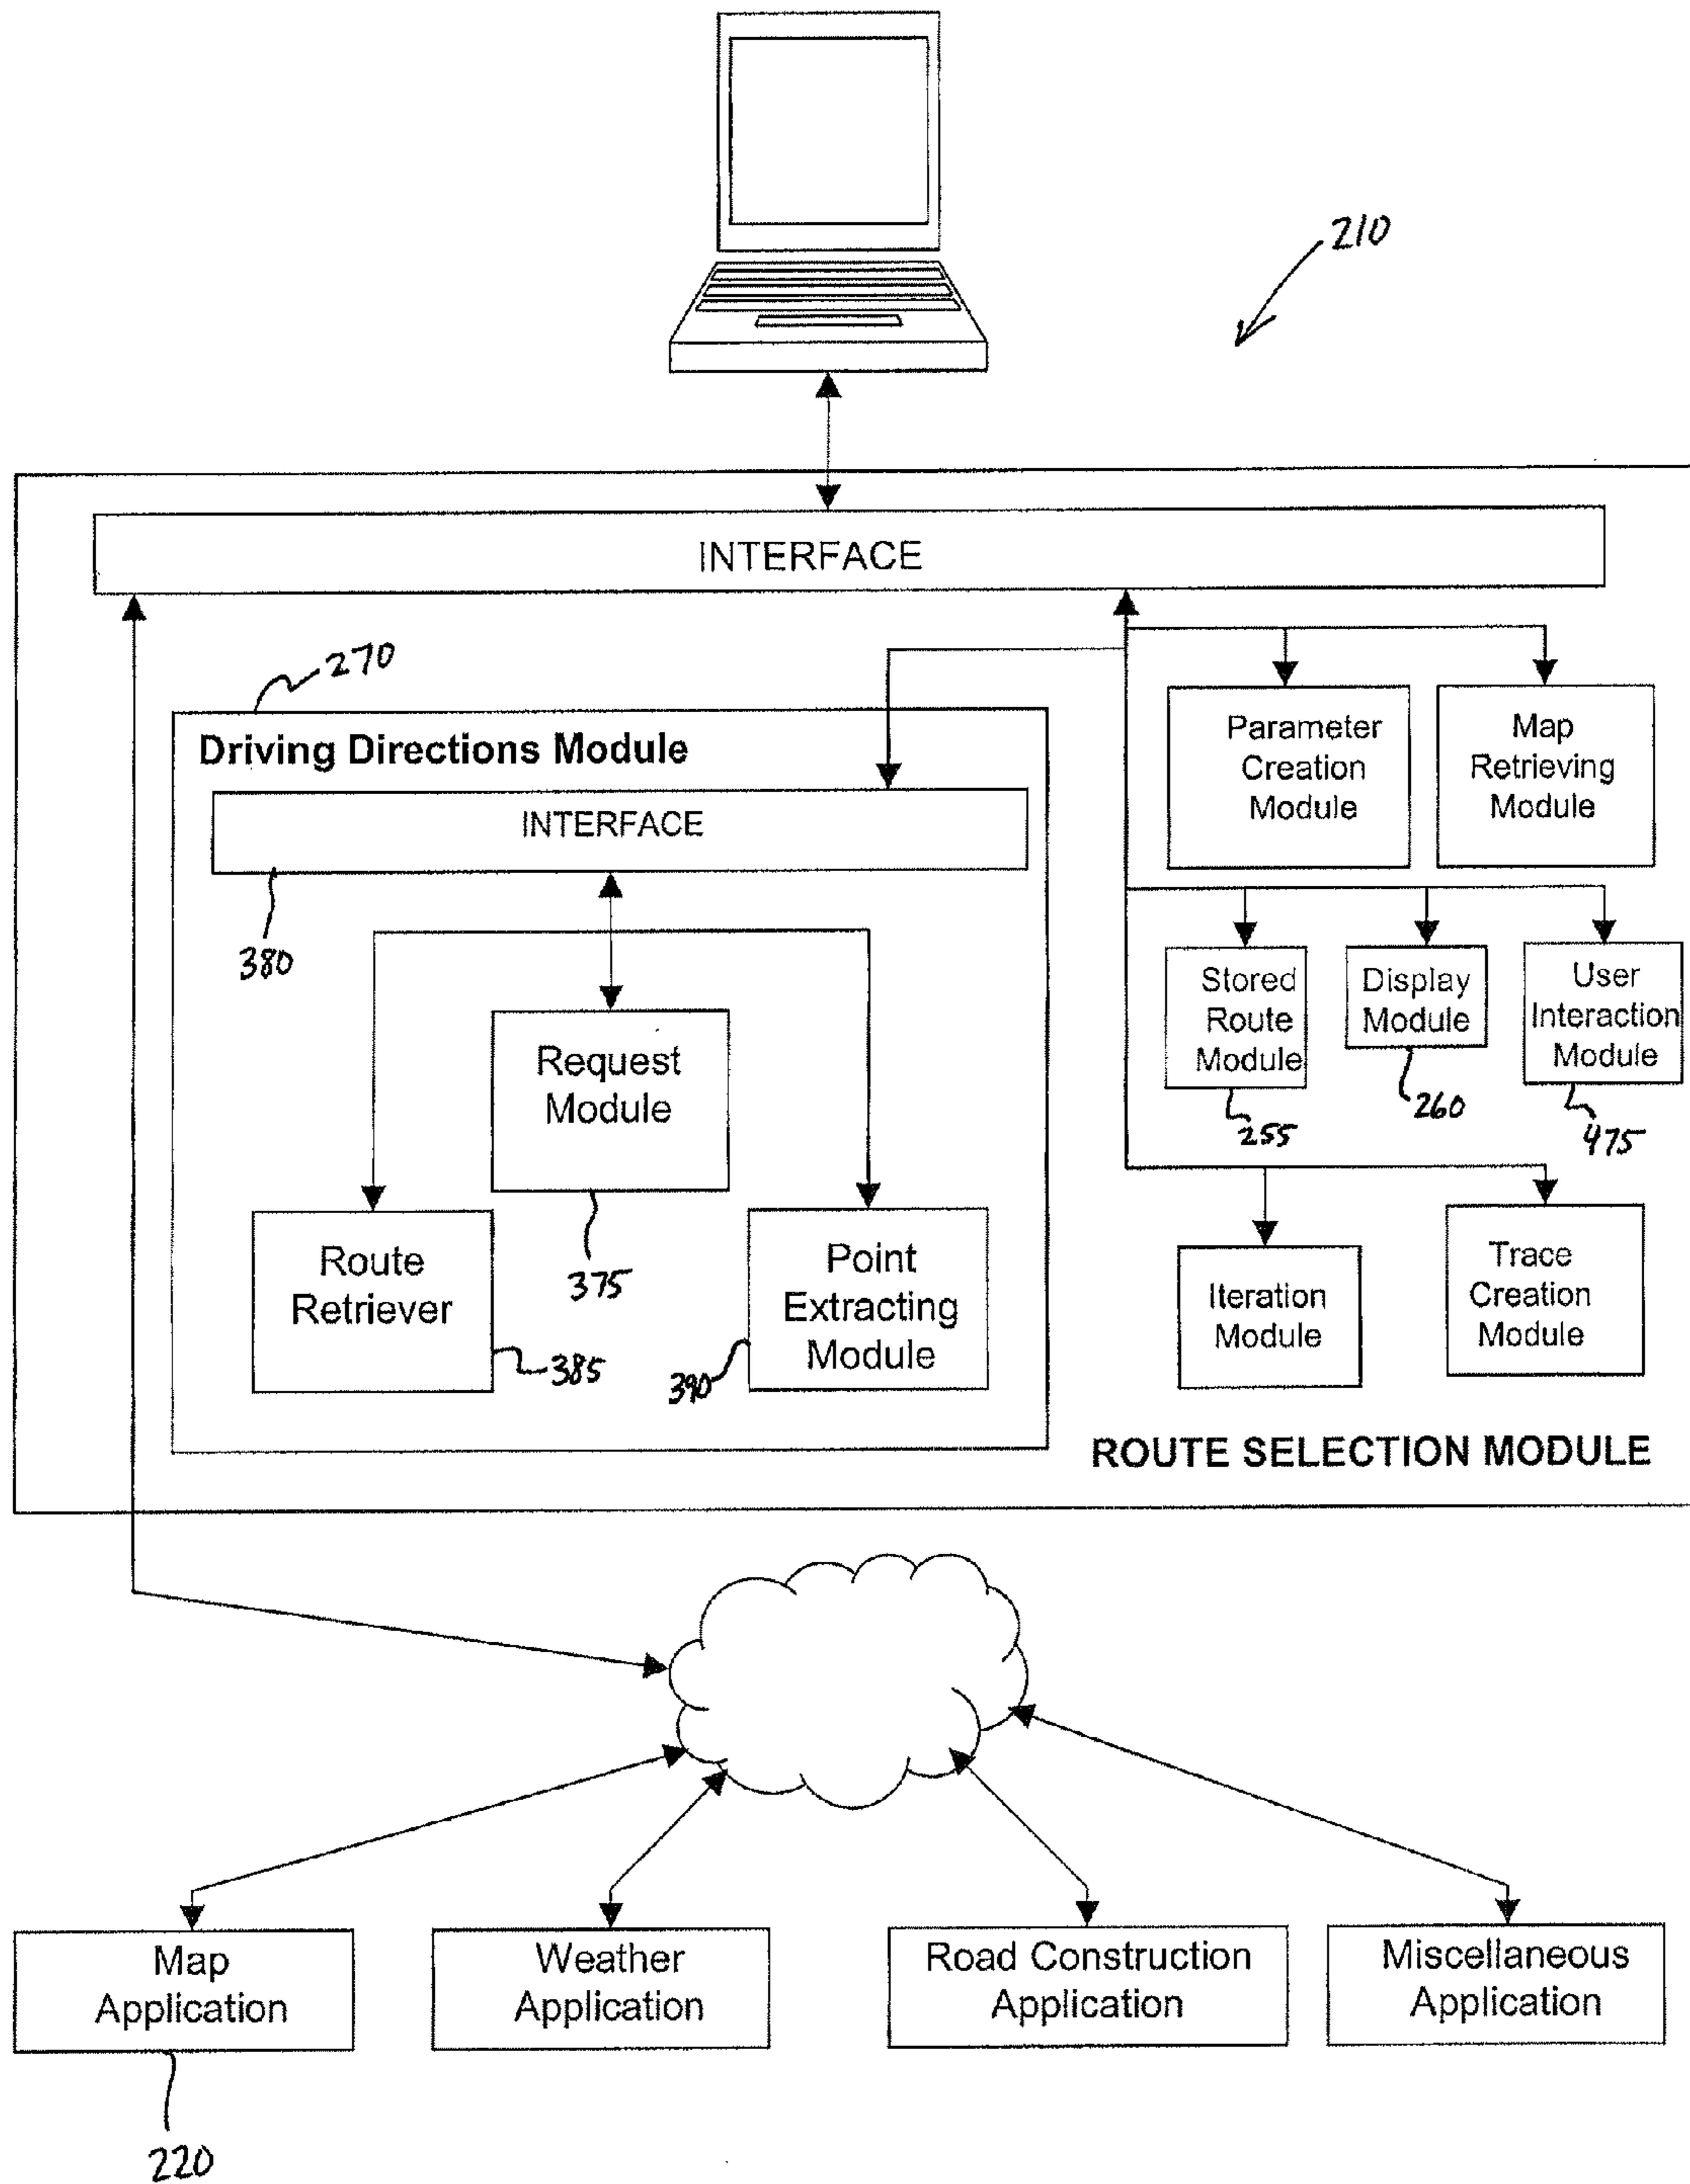 210
INTERFACE
270
Driving Directions Module
INTERFACE
380
Request
Module
375
Route
Retriever
385
Point
Extracting
Module
390
Parameter
Creation
Module
Map
Retrieving
Module
Stored
Route
Module
255
Display
Module
260
User
Interaction
Module
475
Iteration
Module
Trace
Creation
Module
ROUTE SELECTION MODULE
Map
Application
220
Weather
Application
Road Construction
Application
Miscellaneous
Application